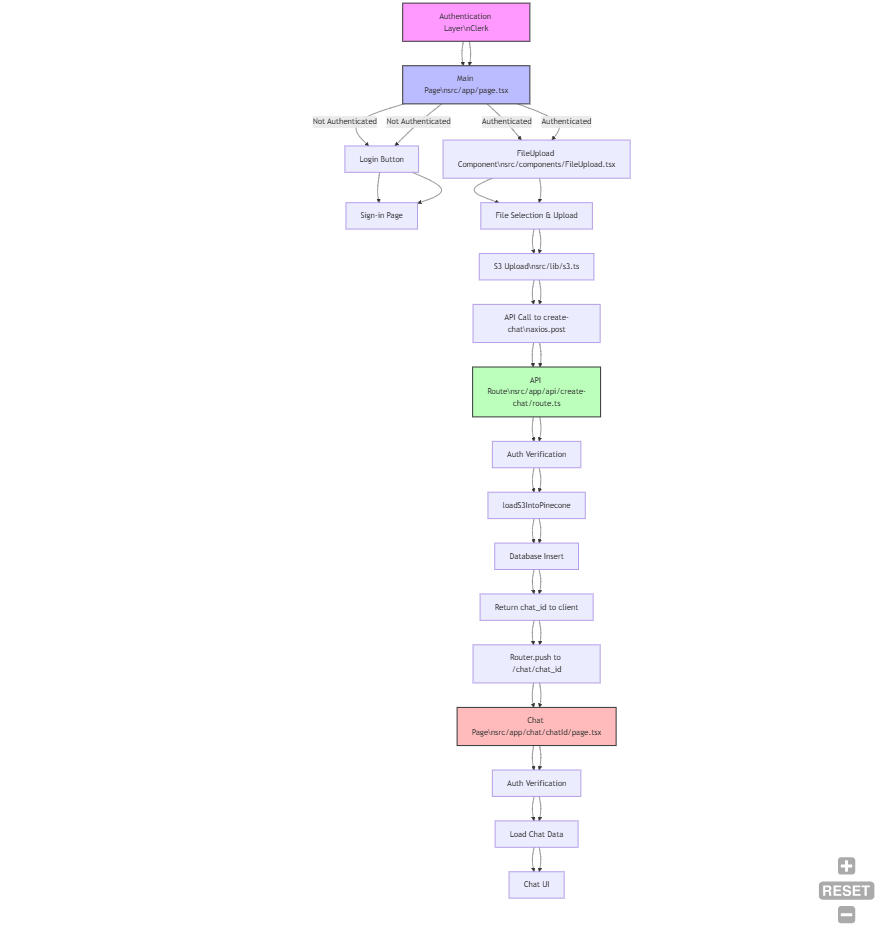 Authentication
Layer\nClerk
Main
Page\nsrc/app/page.tsx
Not Authenticated
Not Authenticated
Authenticated
Authenticated
Login Button
FileUpload
Component\nsrc/components/FileUpload.tsx
Sign-in Page
File Selection & Upload
S3 Upload\nsrc/lib/s3.ts
API Call to create-
chat\naxios.post
API
Route\nsrc/app/api/create-
chat/route.ts
Auth Verification
loadS3IntoPinecone
Database Insert
Return chat_id to client
Router.push to
/chat/chat_id
Chat
Page\nsrc/app/chat/chatId/page.tsx
Auth Verification
Load Chat Data
Chat UI
RESET